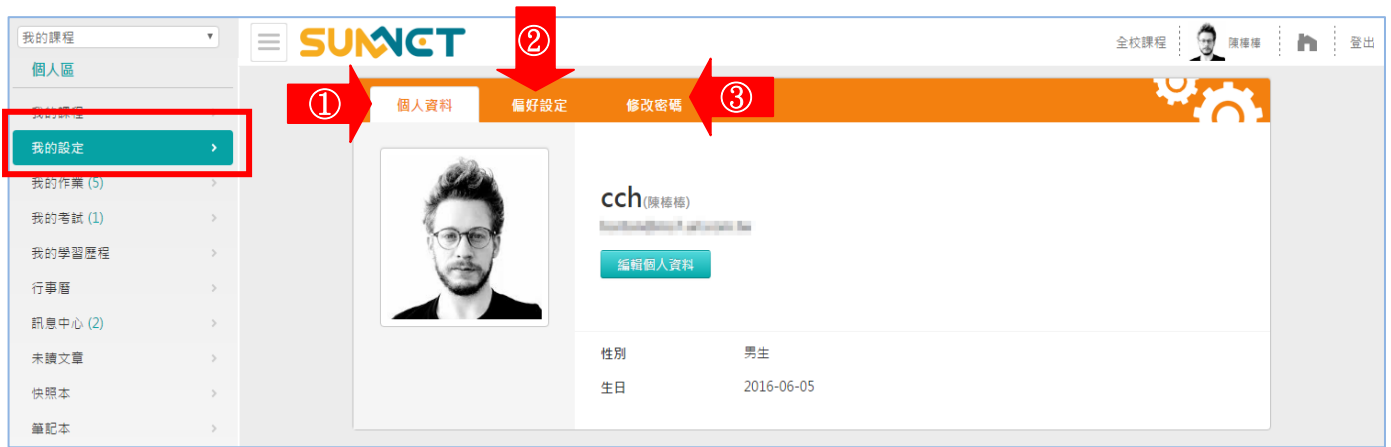 我的課程
個人區
我的課程
我的設定
我的作業 (5)
我的考試 (1)
我的學習歷程
行事曆
訊息中心 (2)
未讀文章
快照本
筆記本
SUNNET
全校課程
陳棒棒
登出
①
②
③
個人資料
偏好設定
修改密碼
cch(陳棒棒)
編輯個人資料
性別 男生
生日 2016-06-05